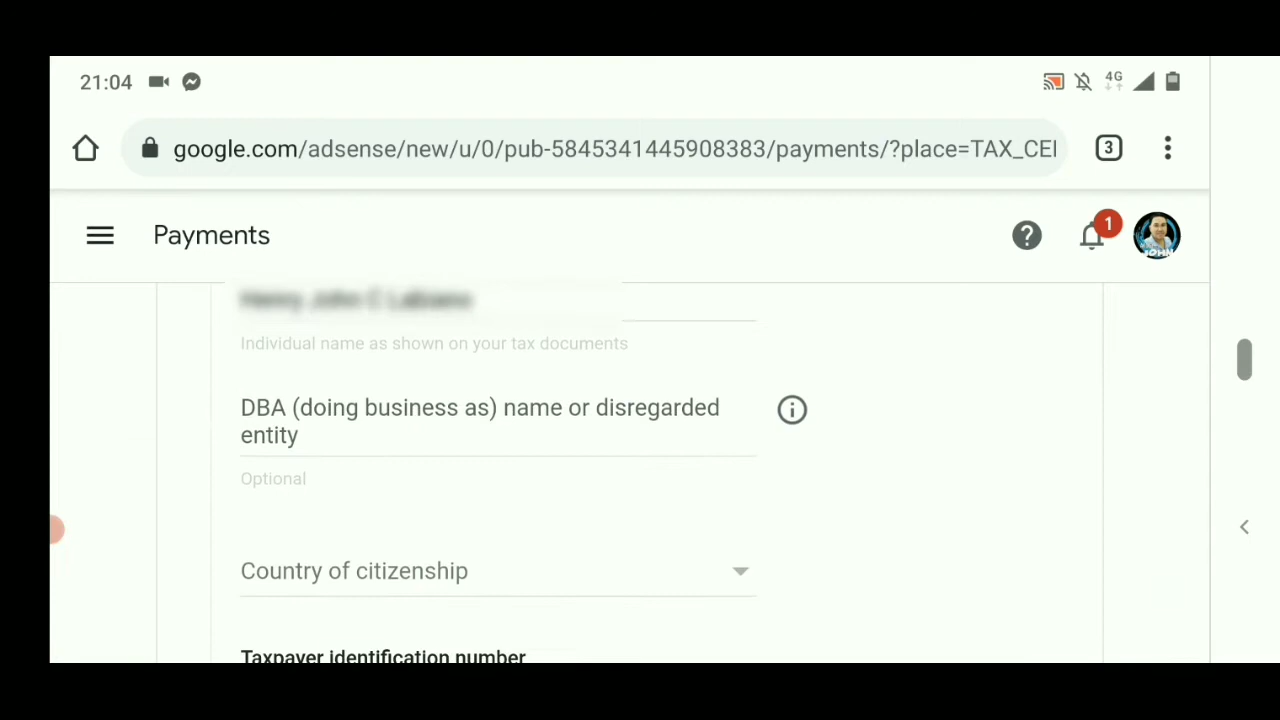 21:04
4G
google.com/adsense/new/u/0/pub-5845341445908383/payments/?place=TAX_CEI
3
Payments
1
JOHN
Individual name as shown on your tax documents
DBA (doing business as) name or disregarded
entity
Optional
Country of citizenship
Taxpayer identification number